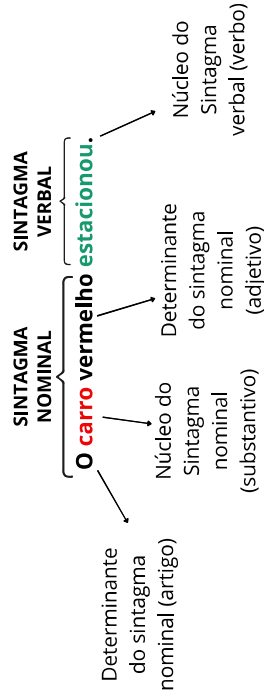 SINTAGMA
NOMINAL
SINTAGMA
VERBAL
O carro vermelho estacionou.
Determinante
do sintagma
nominal (artigo)
Núcleo do
Sintagma
nominal
(substantivo)
Determinante
do sintagma
nominal
(adjetivo)
Núcleo do
Sintagma
verbal (verbo)